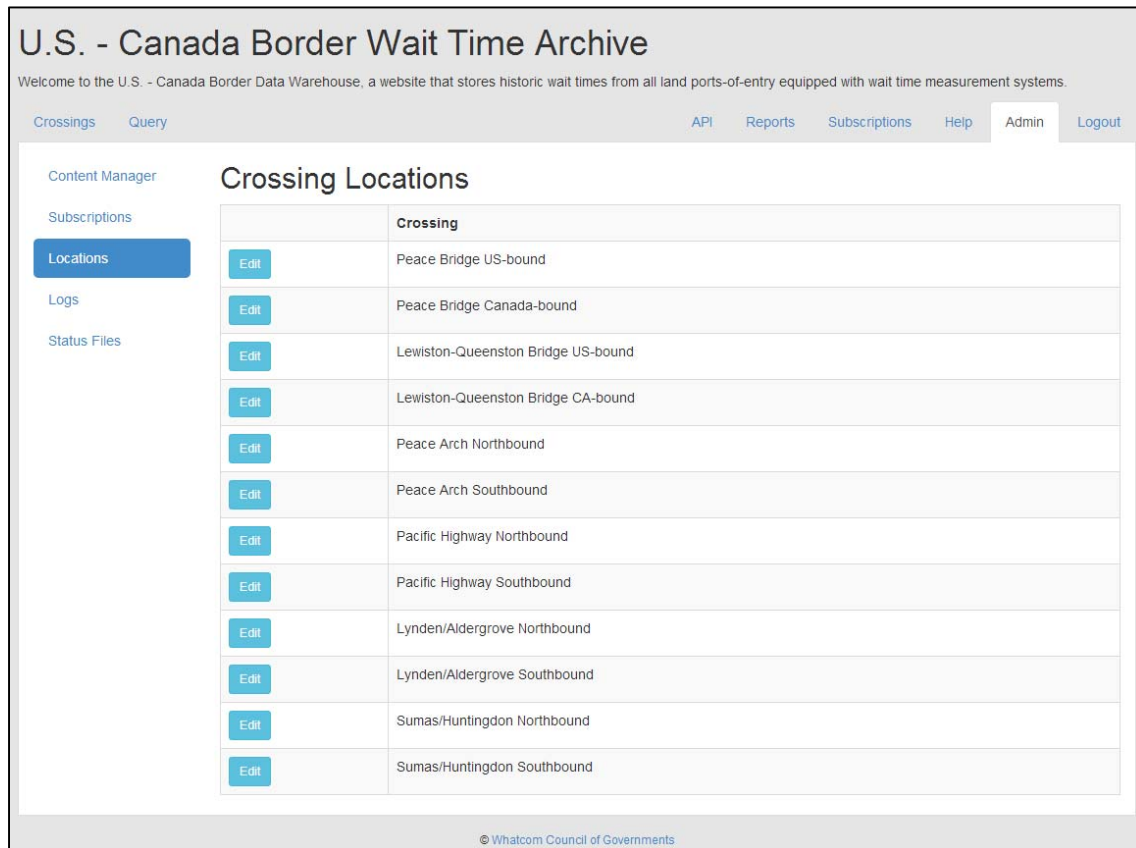 U.S. - Canada Border Wait Time Archive
Welcome to the U.S. - Canada Border Data Warehouse, a website that stores historic wait times from all land ports-of-entry equipped with wait time measurement systems.
Crossings Query API Reports Subscriptions Help Admin Logout
Content Manager
Subscriptions
Locations
Logs
Status Files
Crossing Locations
Crossing
Edit Peace Bridge US-bound
Edit Peace Bridge Canada-bound
Edit Lewiston-Queenston Bridge US-bound
Edit Lewiston-Queenston Bridge CA-bound
Edit Peace Arch Northbound
Edit Peace Arch Southbound
Edit Pacific Highway Northbound
Edit Pacific Highway Southbound
Edit Lynden/Aldergrove Northbound
Edit Lynden/Aldergrove Southbound
Edit Sumas/Huntingdon Northbound
Edit Sumas/Huntingdon Southbound
© Whatcom Council of Governments